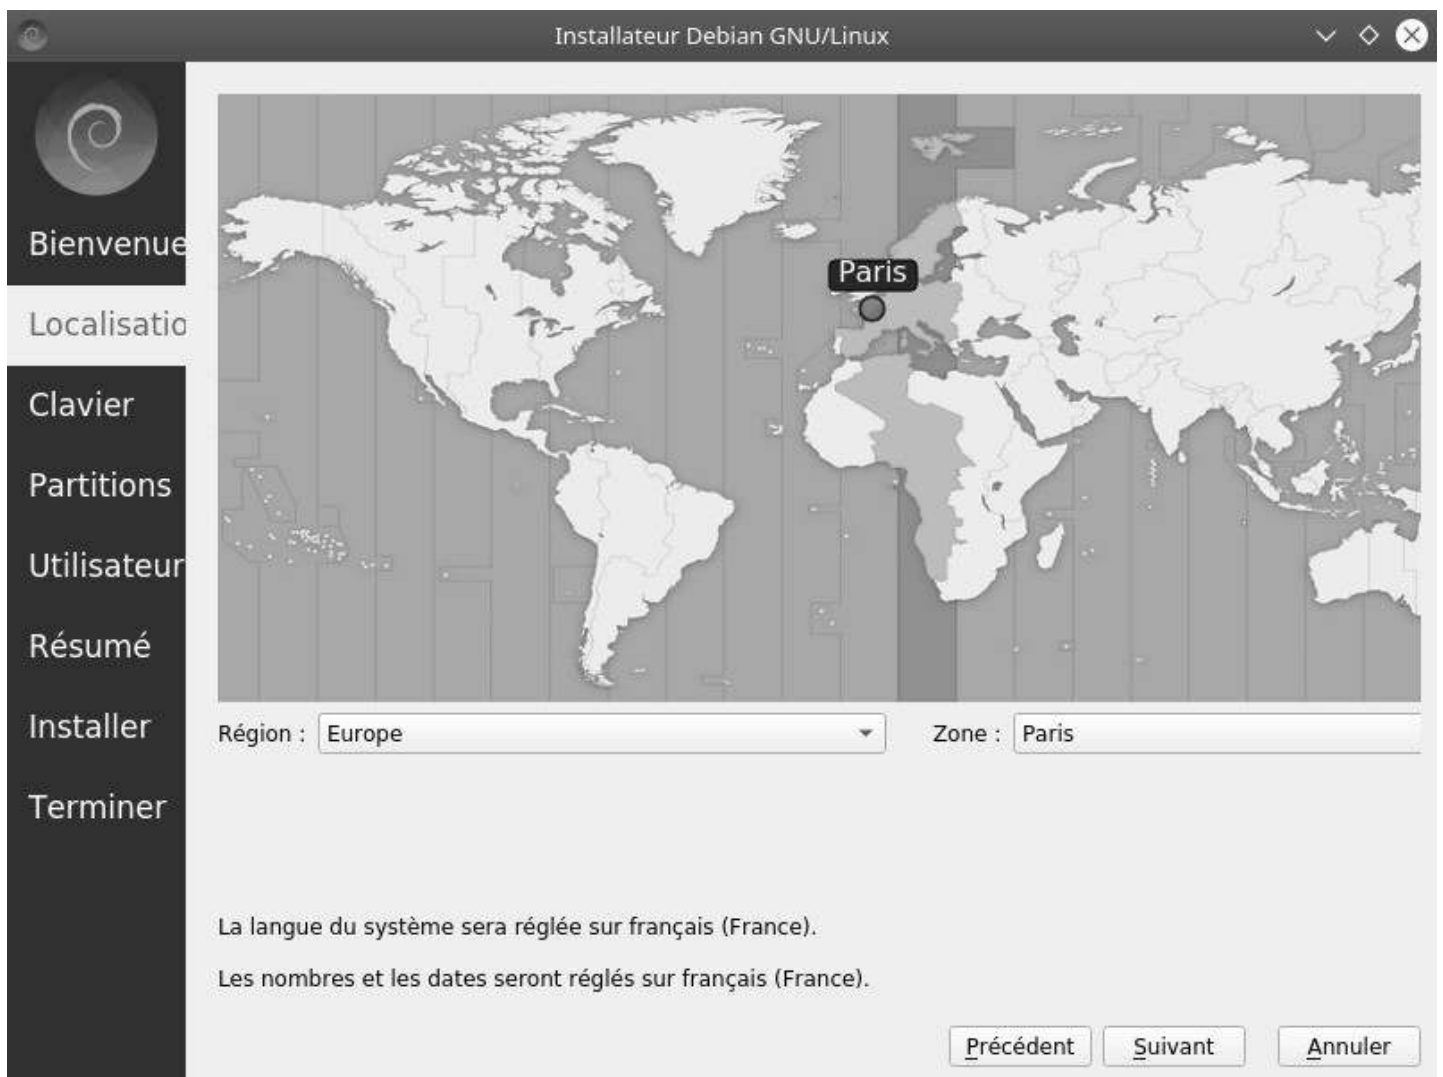 Installateur Debian GNU/Linux
Bienvenue
Localisatio
Clavier
Partitions
Utilisateur
Résumé
Installer
Terminer
Paris
Région : Europe Zone : Paris
La langue du système sera réglée sur français (France).
Les nombres et les dates seront réglés sur français (France).
Précédent Suivant Annuler